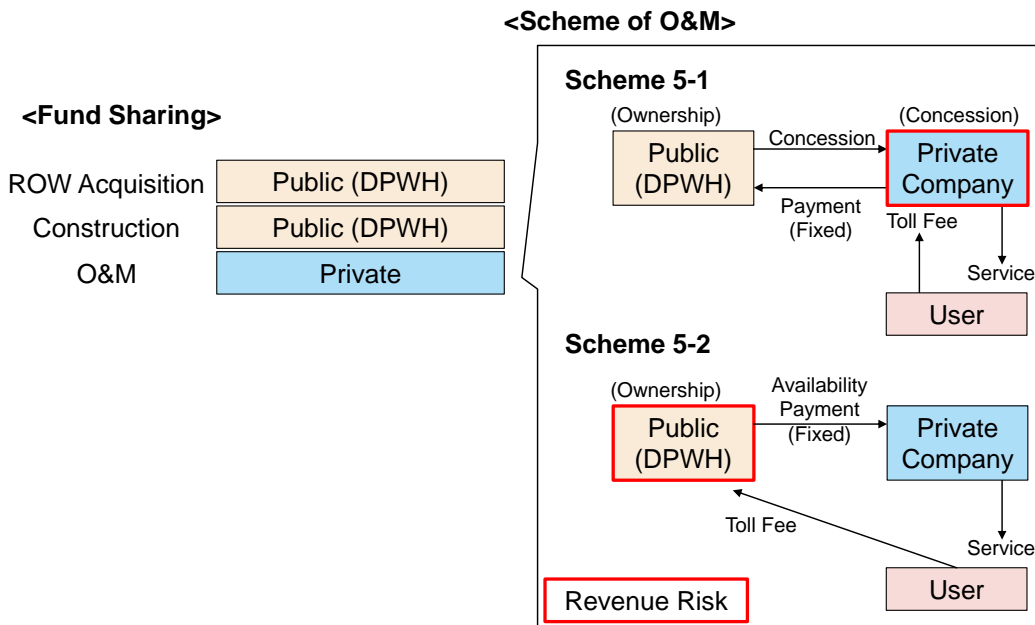 <Scheme of O&M>
<Fund Sharing>
ROW Acquisition
Public (DPWH)
Construction
Public (DPWH)
O&M
Private
Scheme 5-1
(Ownership)
(Concession)
Public
(DPWH)
Concession
Private
Company
Payment
(Fixed)
Toll Fee
Service
User
Scheme 5-2
(Ownership)
Public
(DPWH)
Availability
Payment
(Fixed)
Private
Company
Toll Fee
Service
User
Revenue Risk